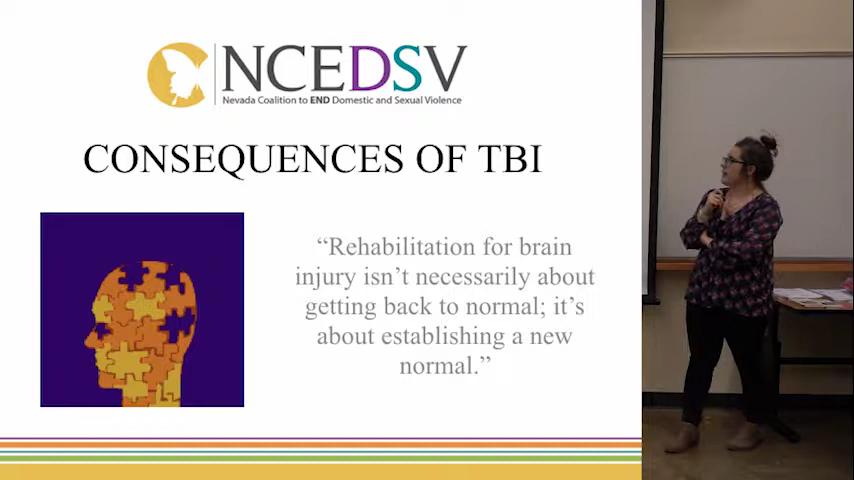 NCEDSV
Nevada Coalition to END Domestic and Sexual Violence
CONSEQUENCES OF TBI
“Rehabilitation for brain
injury isn’t necessarily about
getting back to normal; it’s
about establishing a new
normal.”